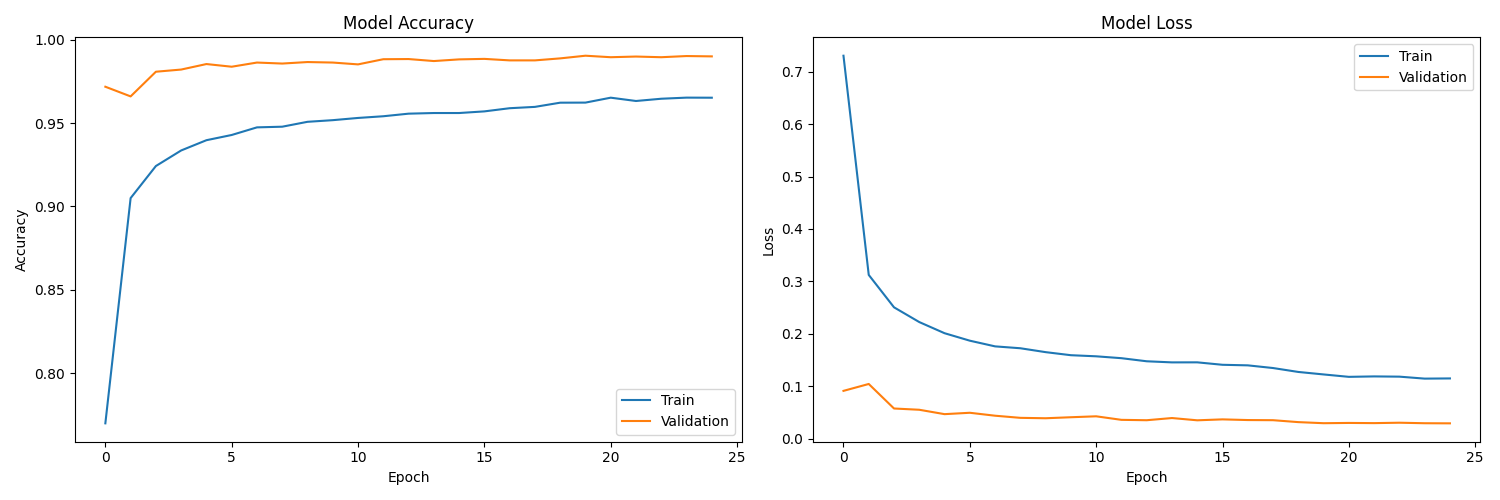 Model Accuracy
1.00
0.95
0.90
0.85
0.80
Accuracy
Train
Validation
0 5 10 15 20 25
Epoch
Model Loss
Train
Validation
0.7
0.6
0.5
0.4
0.3
0.2
0.1
0.0
Loss
0 5 10 15 20 25
Epoch